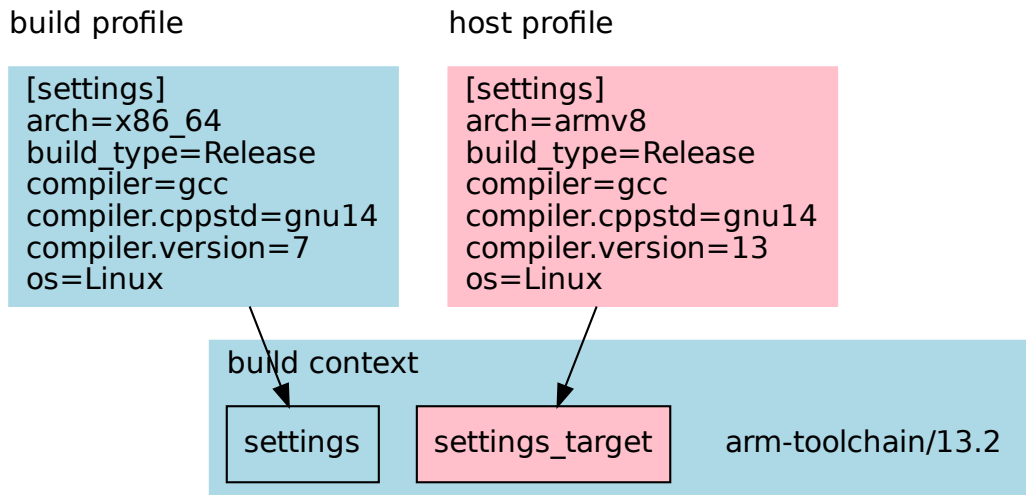 build profile
[settings]
arch=x86_64
build_type=Release
compiler=gcc
compiler.cppstd=gnu14
compiler.version=7
os=Linux
host profile
[settings]
arch=armv8
build_type=Release
compiler=gcc
compiler.cppstd=gnu14
compiler.version=13
os=Linux
build context
settings
settings_target
arm-toolchain/13.2